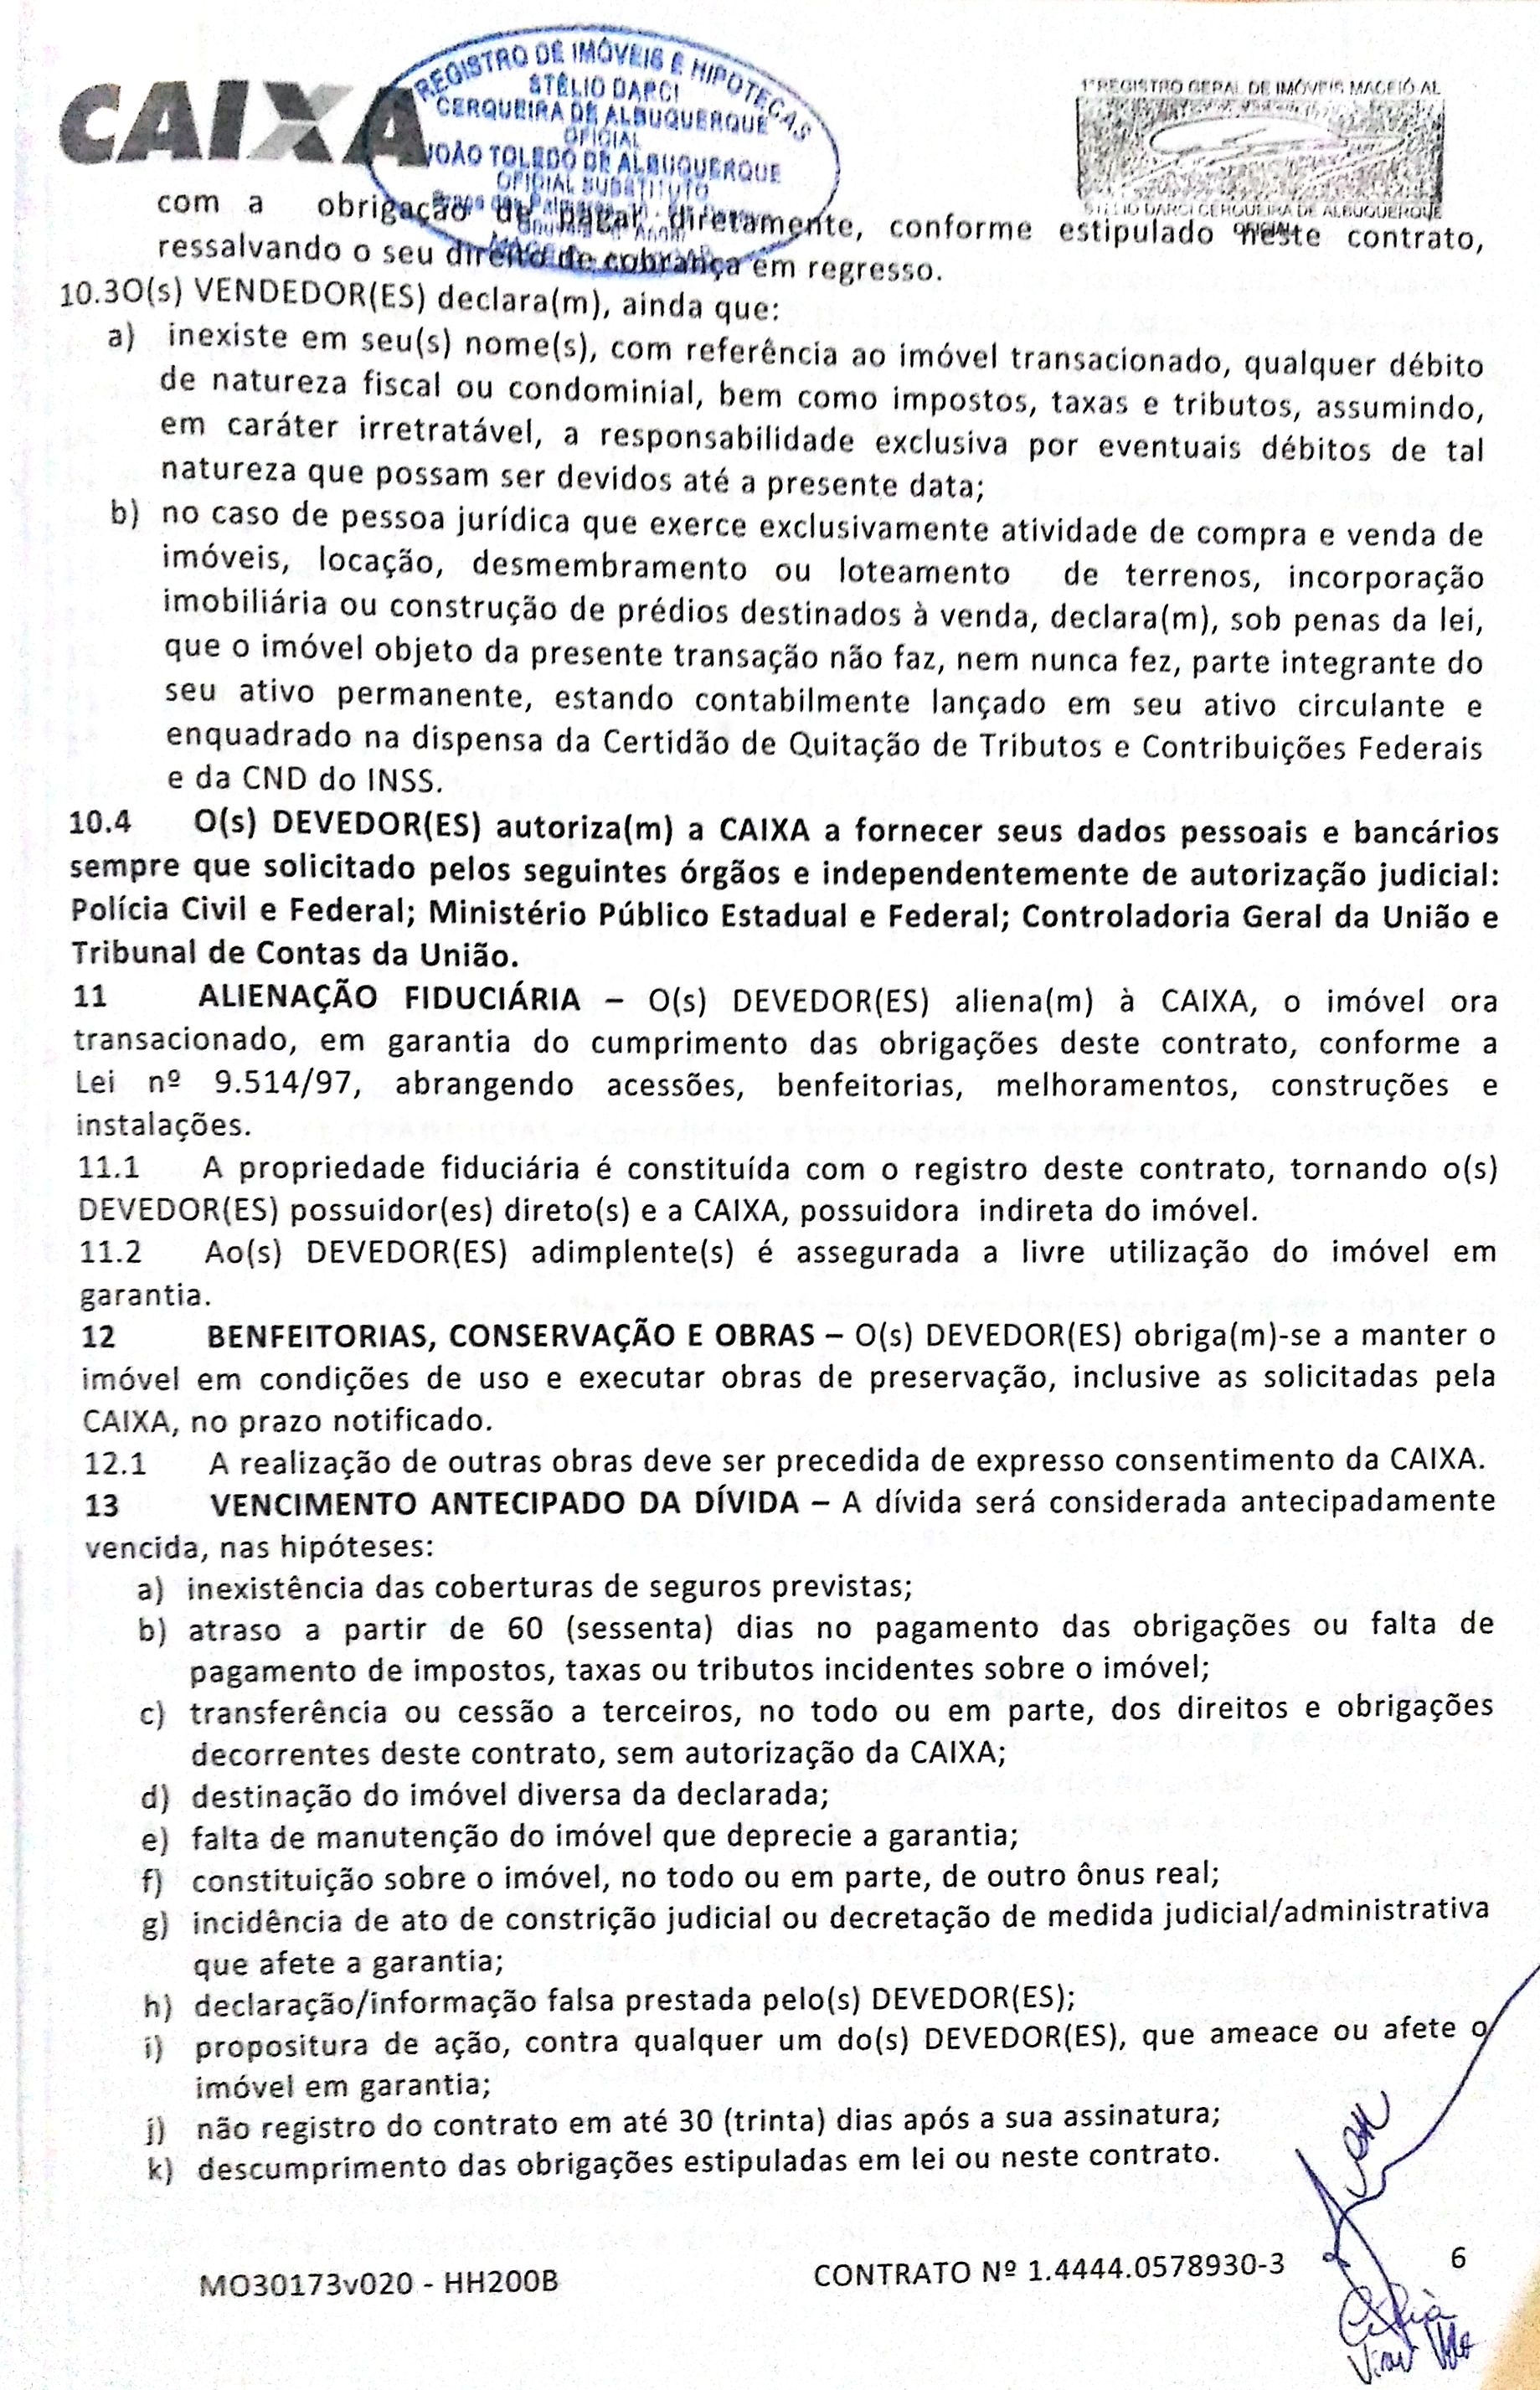 CAIXA
REGISTRO DE IMÓVEIS E HIPOTECAS
STÉLIO DARCI
CERQUEIRA DE ALBUQUERQUE
OFICIAL
JOÃO TOLEDO DE ALBUQUERQUE
OFICIAL SUBSTITUTO
1º REGISTRO GERAL DE IMÓVEIS MACEIÓ AL
STÉLIO DARCI CERQUEIRA DE ALBUQUERQUE
OFICIAL
com a obrigação de pagar diretamente, conforme estipulado neste contrato,
ressalvando o seu direito de cobrança em regresso.
10.3O(s) VENDEDOR(ES) declara(m), ainda que:
a) inexiste em seu(s) nome(s), com referência ao imóvel transacionado, qualquer débito
de natureza fiscal ou condominial, bem como impostos, taxas e tributos, assumindo,
em caráter irretratável, a responsabilidade exclusiva por eventuais débitos de tal
natureza que possam ser devidos até a presente data;
b) no caso de pessoa jurídica que exerce exclusivamente atividade de compra e venda de
imóveis, locação, desmembramento ou loteamento de terrenos, incorporação
imobiliária ou construção de prédios destinados à venda, declara(m), sob penas da lei,
que o imóvel objeto da presente transação não faz, nem nunca fez, parte integrante do
seu ativo permanente, estando contabilmente lançado em seu ativo circulante e
enquadrado na dispensa da Certidão de Quitação de Tributos e Contribuições Federais
e da CND do INSS.
10.4 O(s) DEVEDOR(ES) autoriza(m) a CAIXA a fornecer seus dados pessoais e bancários
sempre que solicitado pelos seguintes órgãos e independentemente de autorização judicial:
Polícia Civil e Federal; Ministério Público Estadual e Federal; Controladoria Geral da União e
Tribunal de Contas da União.
11 ALIENAÇÃO FIDUCIÁRIA – O(s) DEVEDOR(ES) aliena(m) à CAIXA, o imóvel ora
transacionado, em garantia do cumprimento das obrigações deste contrato, conforme a
Lei nº 9.514/97, abrangendo acessões, benfeitorias, melhoramentos, construções e
instalações.
11.1 A propriedade fiduciária é constituída com o registro deste contrato, tornando o(s)
DEVEDOR(ES) possuidor(es) direto(s) e a CAIXA, possuidora indireta do imóvel.
11.2 Ao(s) DEVEDOR(ES) adimplente(s) é assegurada a livre utilização do imóvel em
garantia.
12 BENFEITORIAS, CONSERVAÇÃO E OBRAS – O(s) DEVEDOR(ES) obriga(m)-se a manter o
imóvel em condições de uso e executar obras de preservação, inclusive as solicitadas pela
CAIXA, no prazo notificado.
12.1 A realização de outras obras deve ser precedida de expresso consentimento da CAIXA.
13 VENCIMENTO ANTECIPADO DA DÍVIDA – A dívida será considerada antecipadamente
vencida, nas hipóteses:
a) inexistência das coberturas de seguros previstas;
b) atraso a partir de 60 (sessenta) dias no pagamento das obrigações ou falta de
pagamento de impostos, taxas ou tributos incidentes sobre o imóvel;
c) transferência ou cessão a terceiros, no todo ou em parte, dos direitos e obrigações
decorrentes deste contrato, sem autorização da CAIXA;
d) destinação do imóvel diversa da declarada;
e) falta de manutenção do imóvel que deprecie a garantia;
f) constituição sobre o imóvel, no todo ou em parte, de outro ônus real;
g) incidência de ato de constrição judicial ou decretação de medida judicial/administrativa
que afete a garantia;
h) declaração/informação falsa prestada pelo(s) DEVEDOR(ES);
i) propositura de ação, contra qualquer um do(s) DEVEDOR(ES), que ameace ou afete o
imóvel em garantia;
j) não registro do contrato em até 30 (trinta) dias após a sua assinatura;
k) descumprimento das obrigações estipuladas em lei ou neste contrato.
MO30173v020 - HH200B
CONTRATO Nº 1.4444.0578930-3
6